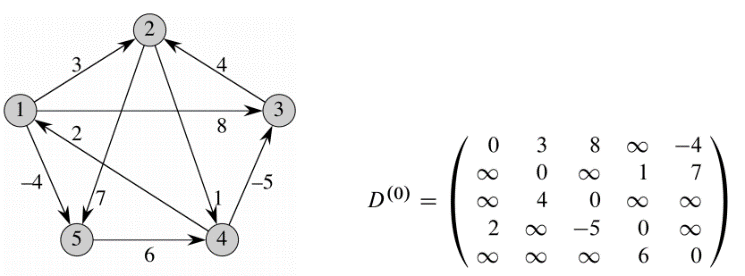 2
3
4
1
3
8
2
-4
7
1
-5
5
4
6
D(0) =
0 3 8 ∞ -4
∞ 0 ∞ 1 7
∞ 4 0 ∞ ∞
2 ∞ -5 0 ∞
∞ ∞ ∞ 6 0